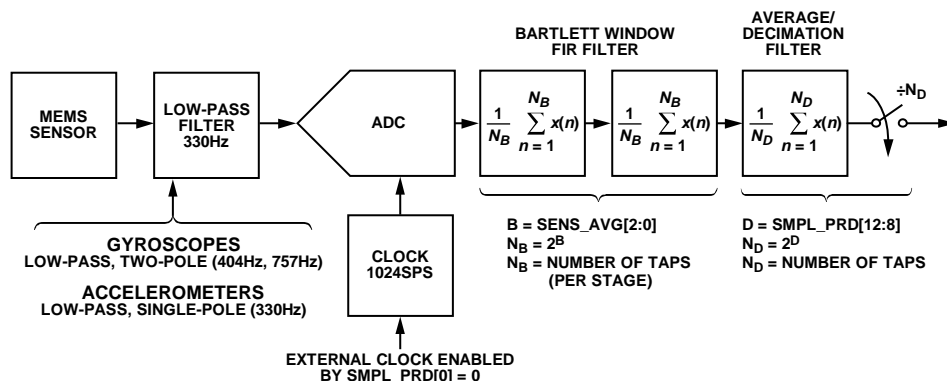 BARTLETT WINDOW
FIR FILTER
AVERAGE/
DECIMATION
FILTER
MEMS
SENSOR
LOW-PASS
FILTER
330Hz
ADC
1
N_B
N_B
∑ x(n)
n = 1
1
N_B
N_B
∑ x(n)
n = 1
1
N_D
N_D
∑ x(n)
n = 1
÷N_D
GYROSCOPES
LOW-PASS, TWO-POLE (404Hz, 757Hz)
ACCELEROMETERS
LOW-PASS, SINGLE-POLE (330Hz)
CLOCK
1024SPS
EXTERNAL CLOCK ENABLED
BY SMPL_PRD[0] = 0
B = SENS_AVG[2:0]
N_B = 2^B
N_B = NUMBER OF TAPS
(PER STAGE)
D = SMPL_PRD[12:8]
N_D = 2^D
N_D = NUMBER OF TAPS